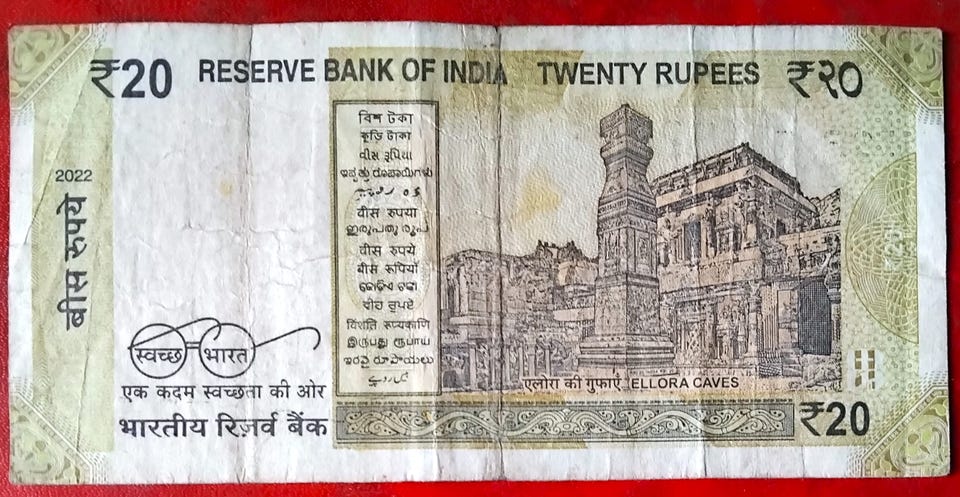 ₹20 RESERVE BANK OF INDIA TWENTY RUPEES ₹२०
2022
बीस रुपये
বিশ টকা
কুড়ি টাকা
વીસ રૂપિયા
ಇಪ್ಪತ್ತು ರೂಪಾಯಿಗಳು
वीस रुपया
ഇരുപതു രൂപ
वीस रुपये
बीस रुपियाँ
କୋଡ଼ିଏ ଟଙ୍କା
ਵੀਹ ਰੁਪਏ
विंशति रूप्यकाणि
இருபது ரூபாய்
ఇరవై రూపాయలు
स्वच्छ भारत
एक कदम स्वच्छता की ओर
भारतीय रिज़र्व बैंक
एलोरा की गुफाएँ ELLORA CAVES
₹20